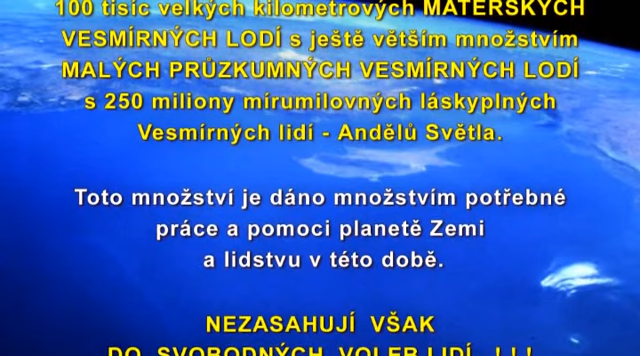 100 tisíc velkých kilometrových MATEŘSKÝCH
VESMÍRNÝCH LODÍ s ještě větším množstvím
MALÝCH PRŮZKUMNÝCH VESMÍRNÝCH LODÍ
s 250 miliony mírumilovných láskyplných
Vesmírných lidí - Andělů Světla.
Toto množství je dáno množstvím potřebné
práce a pomoci planetě Zemi
a lidstvu v této době.
NEZASAHUJÍ VŠAK
DO SVOBODNÝCH VOLEB LIDÍ ! ! !